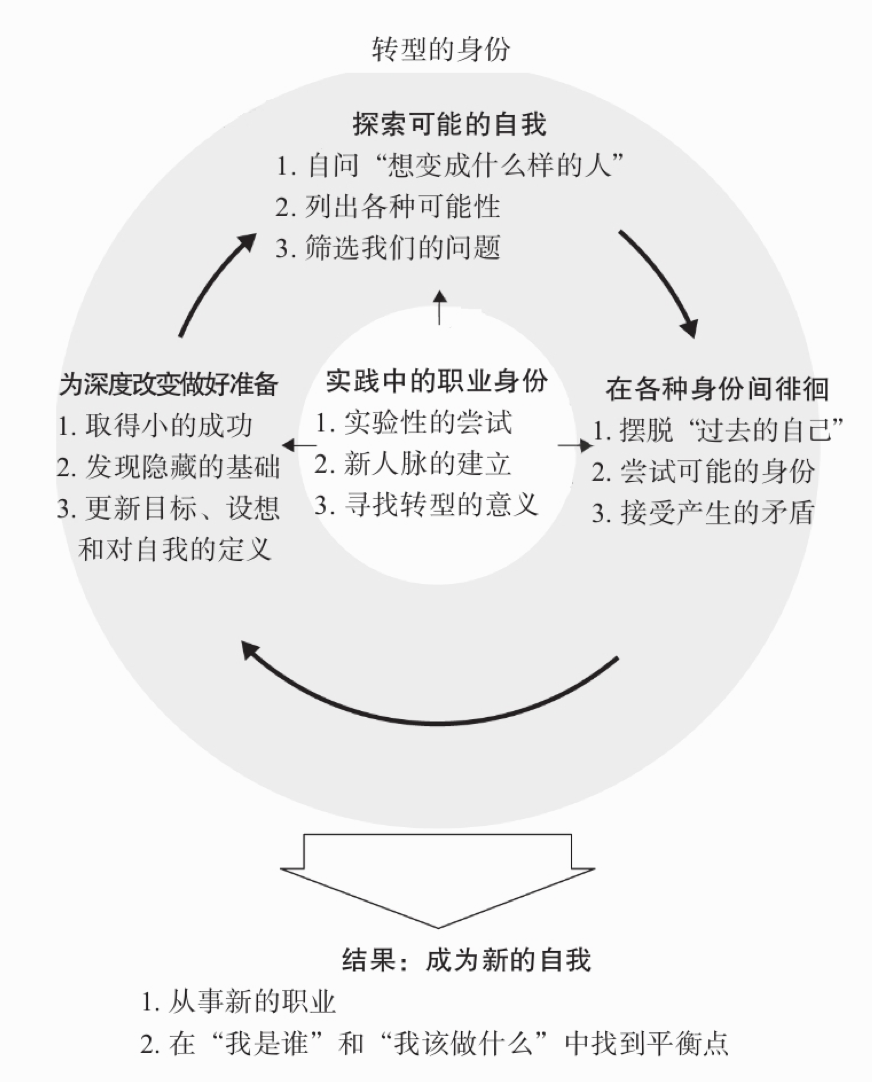 转型的身份
探索可能的自我
1. 自问“想变成什么样的人”
2. 列出各种可能性
3. 筛选我们的问题
为深度改变做好准备
1. 取得小的成功
2. 发现隐藏的基础
3. 更新目标、设想
和对自我的定义
实践中的职业身份
1. 实验性的尝试
2. 新人脉的建立
3. 寻找转型的意义
在各种身份间徘徊
1. 摆脱“过去的自己”
2. 尝试可能的身份
3. 接受产生的矛盾
结果：成为新的自我
1. 从事新的职业
2. 在“我是谁”和“我该做什么”中找到平衡点